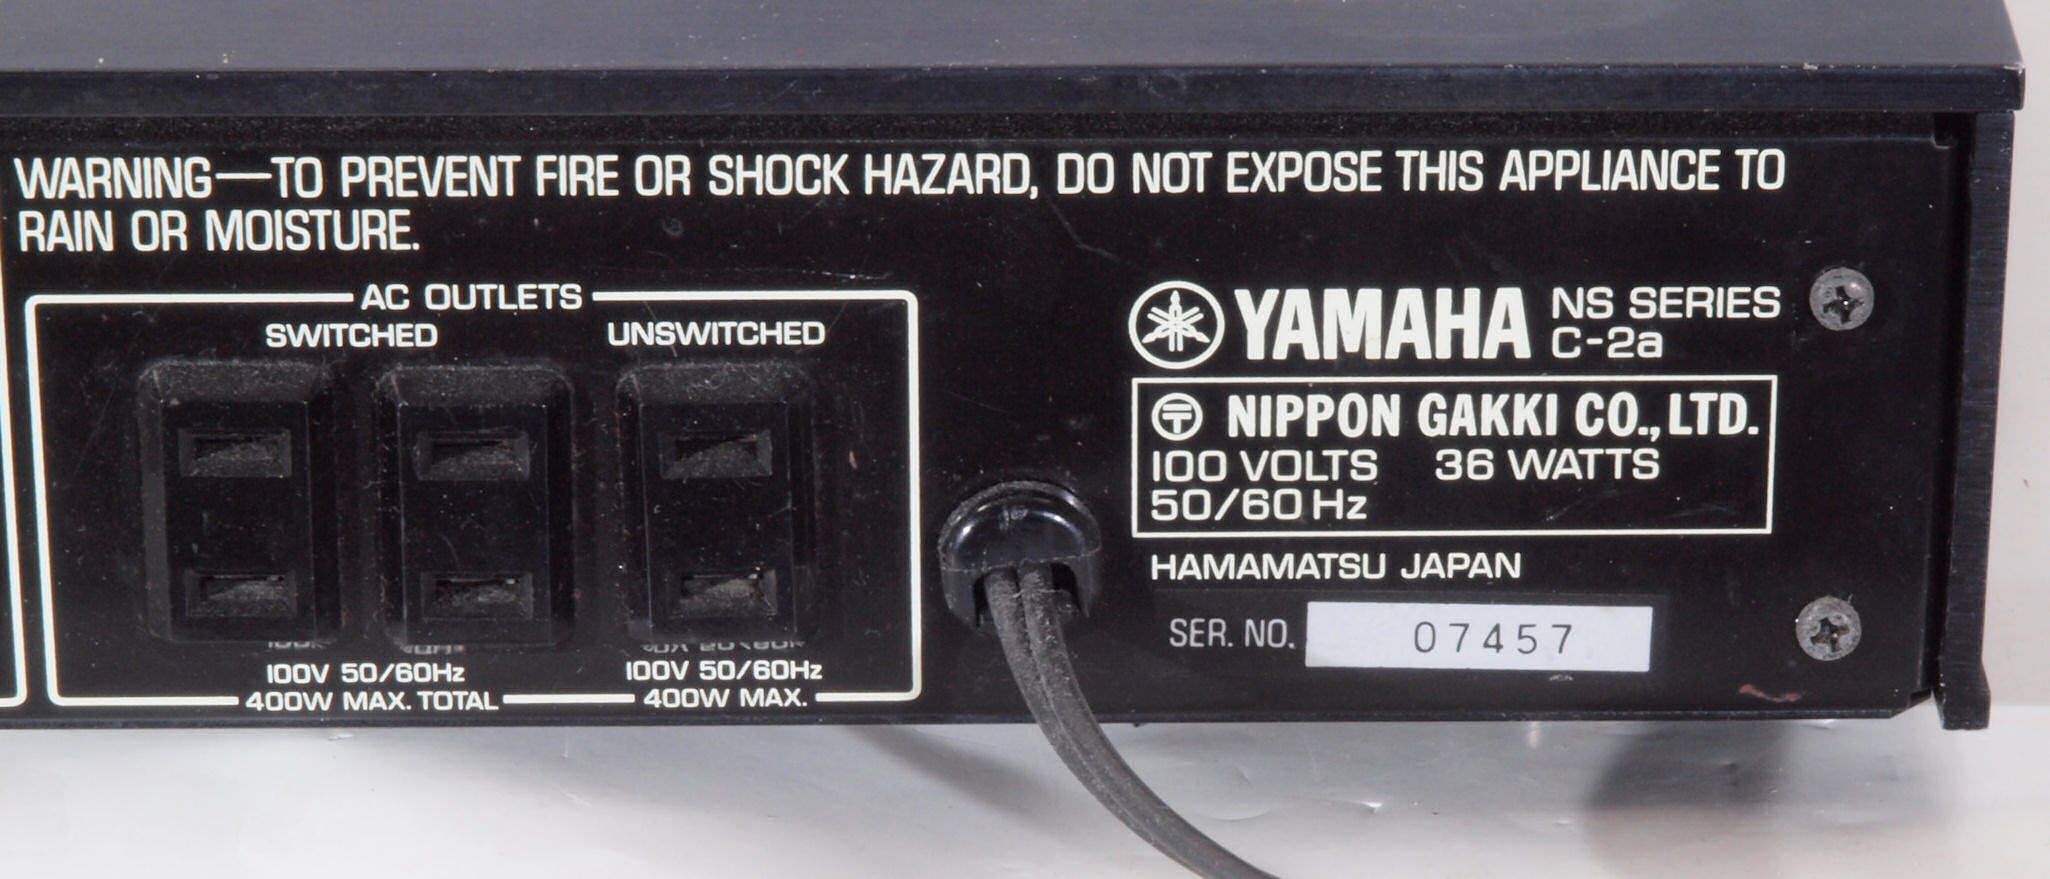 WARNING—TO PREVENT FIRE OR SHOCK HAZARD, DO NOT EXPOSE THIS APPLIANCE TO
RAIN OR MOISTURE.
AC OUTLETS
SWITCHED
UNSWITCHED
100V 50/60Hz
400W MAX. TOTAL
100V 50/60Hz
400W MAX.
YAMAHA
NS SERIES
C-2a
〶 NIPPON GAKKI CO., LTD.
100 VOLTS 36 WATTS
50/60 Hz
HAMAMATSU JAPAN
SER. NO. 07457